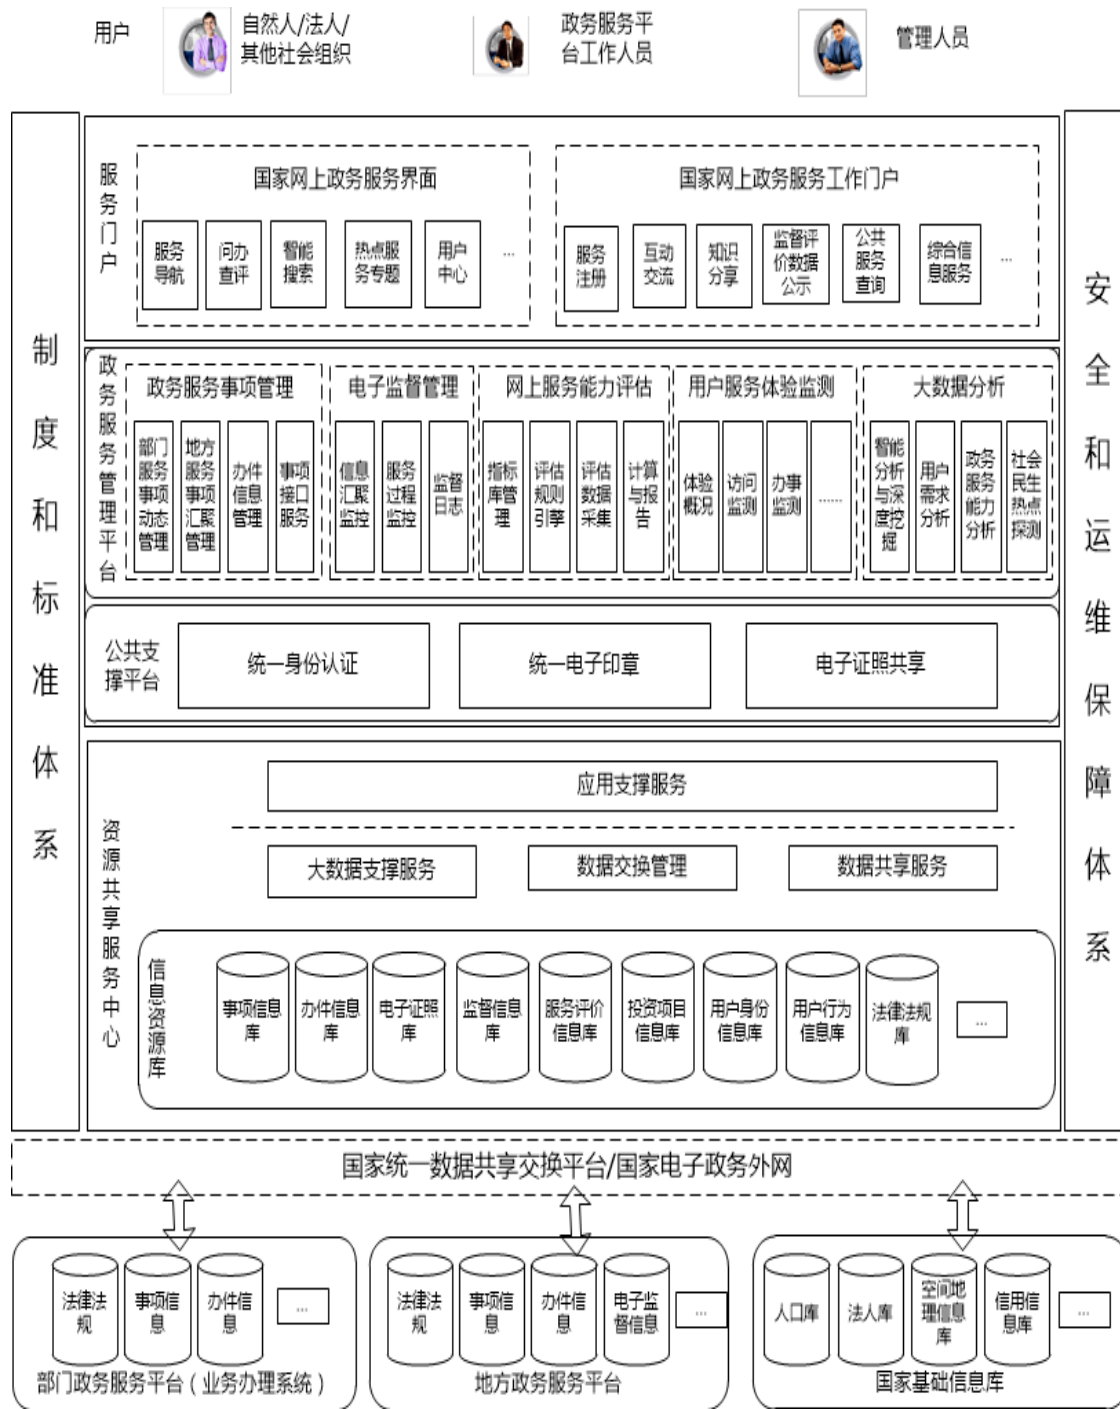 用户
自然人/法人/
其他社会组织
政务服务平
台工作人员
管理人员
制度和标准体系
安全和运维保障体系
服务门户
国家网上政务服务界面
服务
导航
问办
查评
智能
搜索
热点服
务专题
用户
中心
...
国家网上政务服务工作门户
服务
注册
互动
交流
知识
分享
监督评
价数据
公示
公共
服务
查询
综合信
息服务
...
政务服务管理平台
政务服务事项管理
部门
服务
事项
动态
管理
地方
服务
事项
汇聚
管理
办件
信息
管理
事项
接口
服务
电子监督管理
信息
汇聚
监控
服务
过程
监控
监督
日志
网上服务能力评估
指标
库管
理
评估
规则
引擎
评估
数据
采集
计算
与报
告
用户服务体验监测
体验
概况
访问
监测
办事
监测
......
大数据分析
智能
分析
与深
度挖
掘
用户
需求
分析
政务
服务
能力
分析
社会
民生
热点
探测
公共支
撑平台
统一身份认证
统一电子印章
电子证照共享
资源共享服务中心
应用支撑服务
大数据支撑服务
数据交换管理
数据共享服务
信息资源库
事项信息
库
办件信息
库
电子证照
库
监督信息
库
服务评价
信息库
投资项目
信息库
用户身份
信息库
用户行为
信息库
法律法规
库
...
国家统一数据共享交换平台/国家电子政务外网
法律法
规
事项信
息
办件信
息
...
部门政务服务平台（业务办理系统）
法律法
规
事项信
息
办件信
息
电子监
督信息
...
地方政务服务平台
人口库
法人库
空间地
理信息
库
信用信
息库
...
国家基础信息库